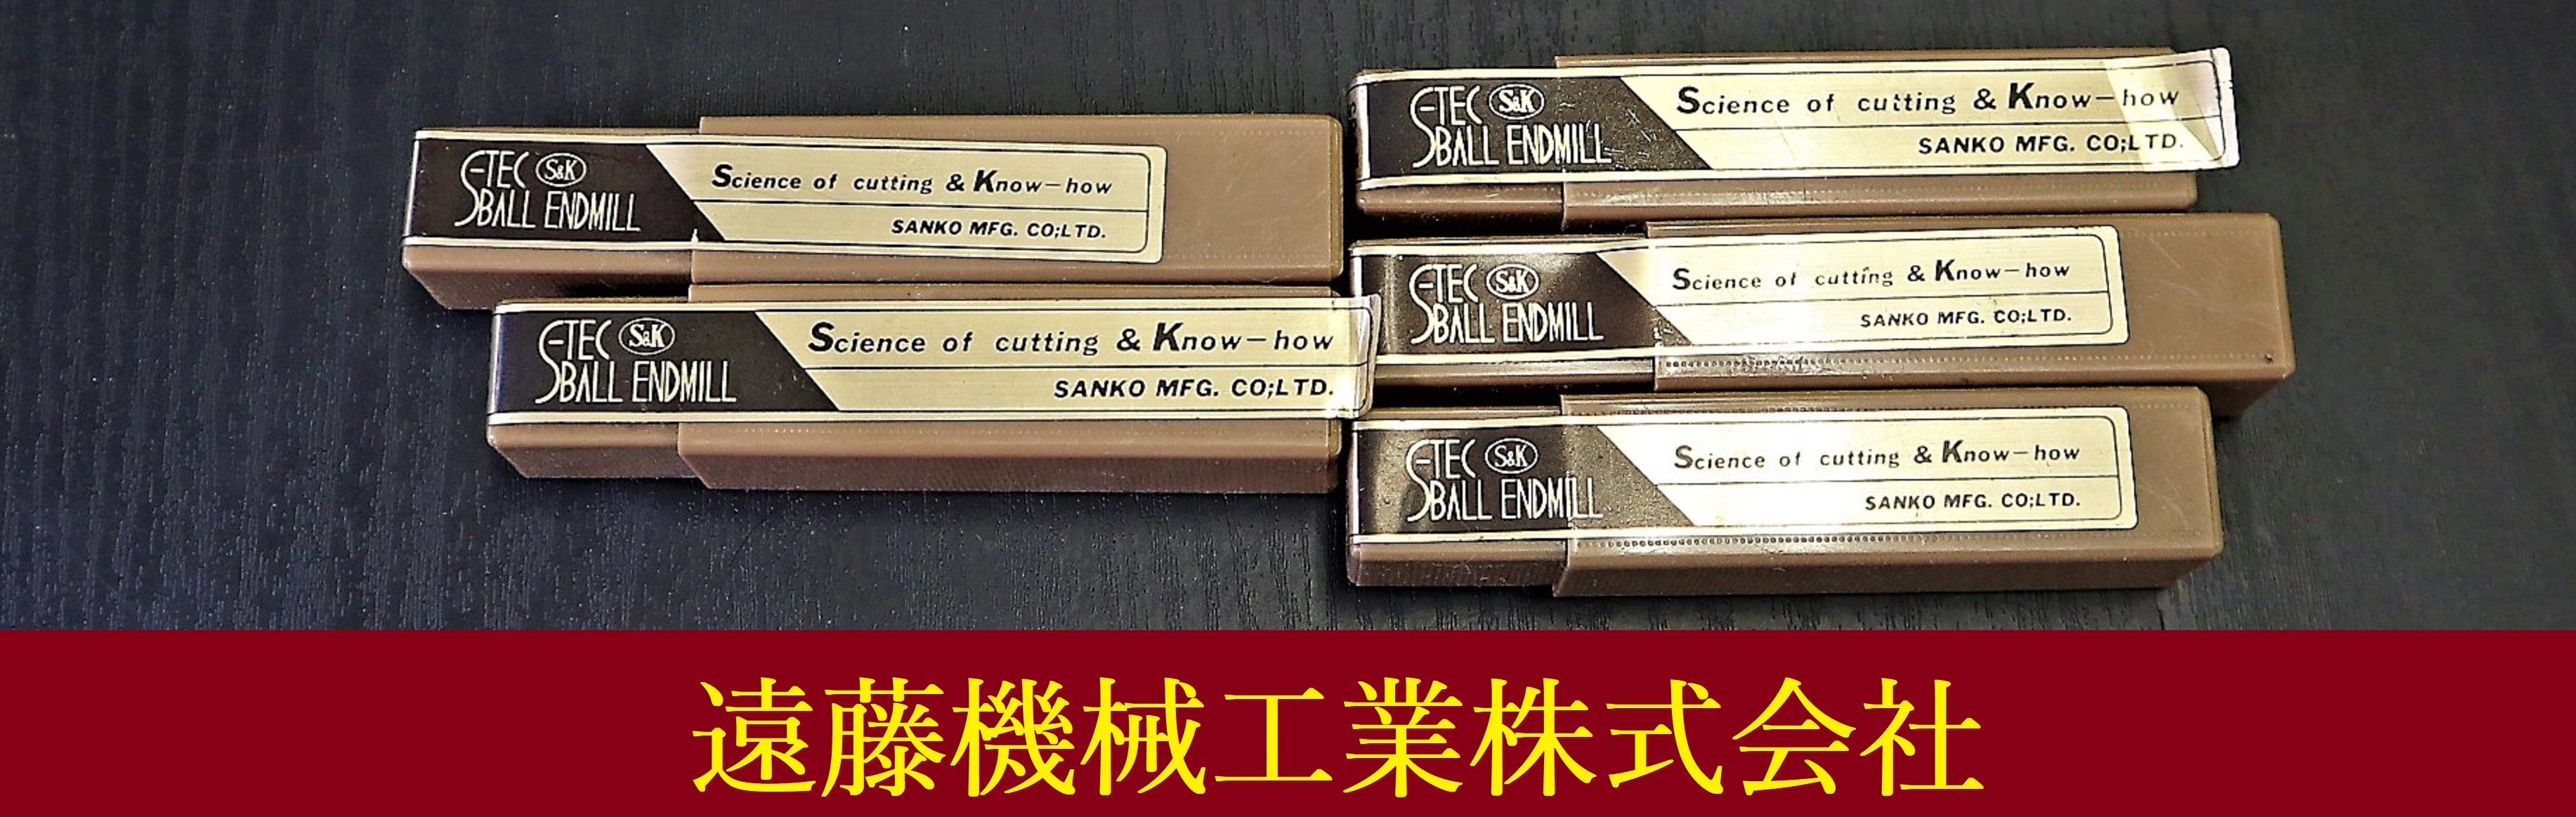 S-TEC S&K
BALL ENDMILL
Science of cutting & Know-how
SANKO MFG. CO;LTD.
S-TEC S&K
BALL ENDMILL
Science of cutting & Know-how
SANKO MFG. CO;LTD.
S-TEC S&K
BALL ENDMILL
Science of cutting & Know-how
SANKO MFG. CO;LTD.
S-TEC S&K
BALL ENDMILL
Science of cutting & Know-how
SANKO MFG. CO;LTD.
S-TEC S&K
BALL ENDMILL
Science of cutting & Know-how
SANKO MFG. CO;LTD.
遠藤機械工業株式会社